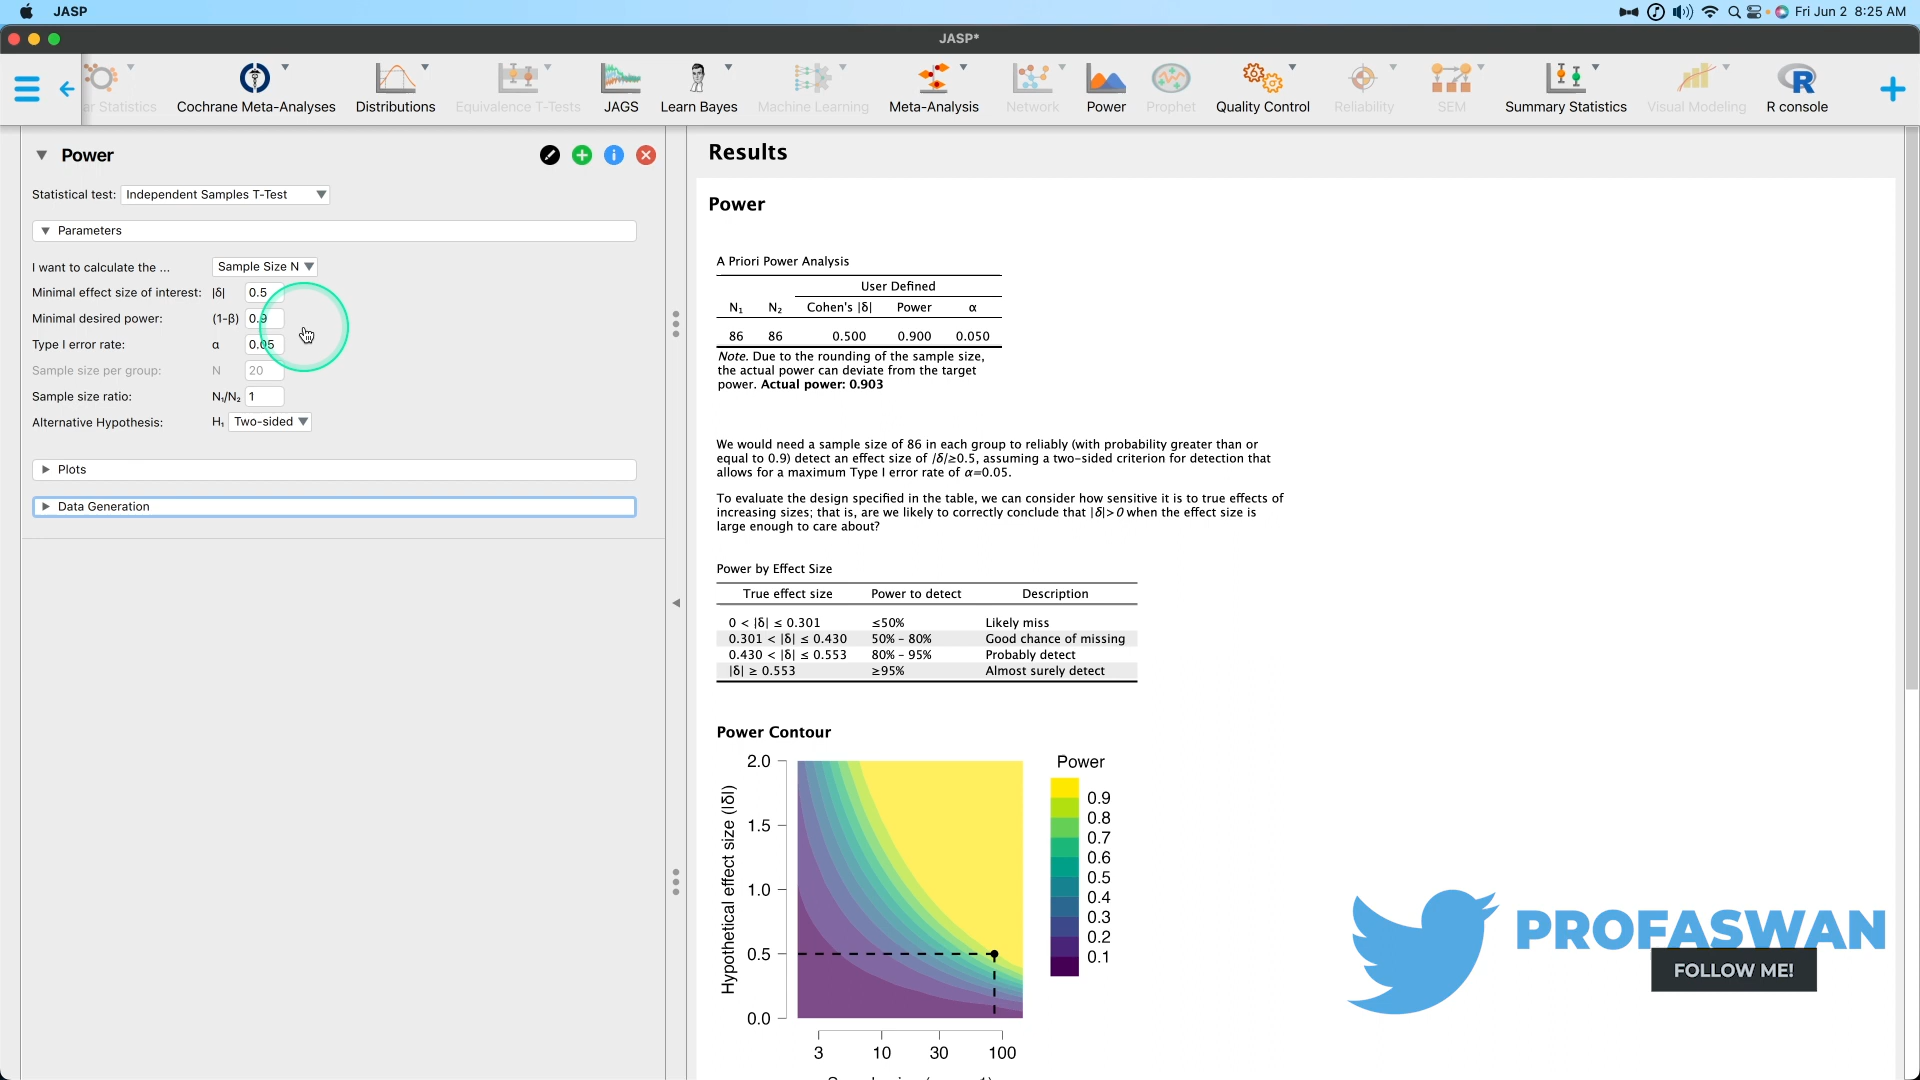 JASP
Fri Jun 2 8:25 AM
JASP*
ar Statistics
Cochrane Meta-Analyses
Distributions
Equivalence T-Tests
JAGS
Learn Bayes
Machine Learning
Meta-Analysis
Network
Power
Prophet
Quality Control
Reliability
SEM
Summary Statistics
Visual Modeling
R console
Power
Statistical test: Independent Samples T-Test
Parameters
I want to calculate the ... Sample Size N
Minimal effect size of interest: |δ| 0.5
Minimal desired power: (1-β) 0.9
Type I error rate: α 0.05
Sample size per group: N 20
Sample size ratio: N₁/N₂ 1
Alternative Hypothesis: H₁ Two-sided
Plots
Data Generation
Results
Power
A Priori Power Analysis
User Defined
N₁ N₂ Cohen's |δ| Power α
86 86 0.500 0.900 0.050
Note. Due to the rounding of the sample size,
the actual power can deviate from the target
power. Actual power: 0.903
We would need a sample size of 86 in each group to reliably (with probability greater than or
equal to 0.9) detect an effect size of |δ|≥0.5, assuming a two-sided criterion for detection that
allows for a maximum Type I error rate of α=0.05.
To evaluate the design specified in the table, we can consider how sensitive it is to true effects of
increasing sizes; that is, are we likely to correctly conclude that |δ|>0 when the effect size is
large enough to care about?
Power by Effect Size
True effect size Power to detect Description
0 < |δ| ≤ 0.301 ≤50% Likely miss
0.301 < |δ| ≤ 0.430 50% – 80% Good chance of missing
0.430 < |δ| ≤ 0.553 80% – 95% Probably detect
|δ| ≥ 0.553 ≥95% Almost surely detect
Power Contour
Hypothetical effect size (|δ|)
2.0
1.5
1.0
0.5
0.0
3 10 30 100
Power
0.9
0.8
0.7
0.6
0.5
0.4
0.3
0.2
0.1
PROFASWAN
FOLLOW ME!